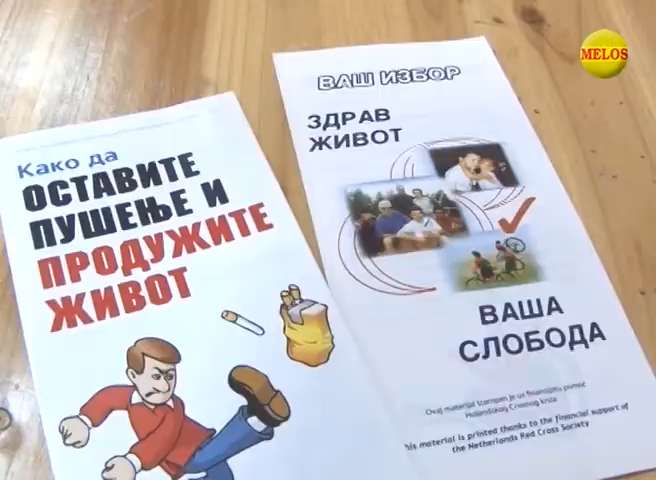 MELOS
Како да
ОСТАВИТЕ
ПУШЕЊЕ И
ПРОДУЖИТЕ
ЖИВОТ
ВАШ ИЗБОР
ЗДРАВ
ЖИВОТ
ВАША
СЛОБОДА
Ovaj materijal štampan je uz finansijsku pomoć
Holandskog Crvenog krsta
This material is printed thanks to the financial support of
the Netherlands Red Cross Society